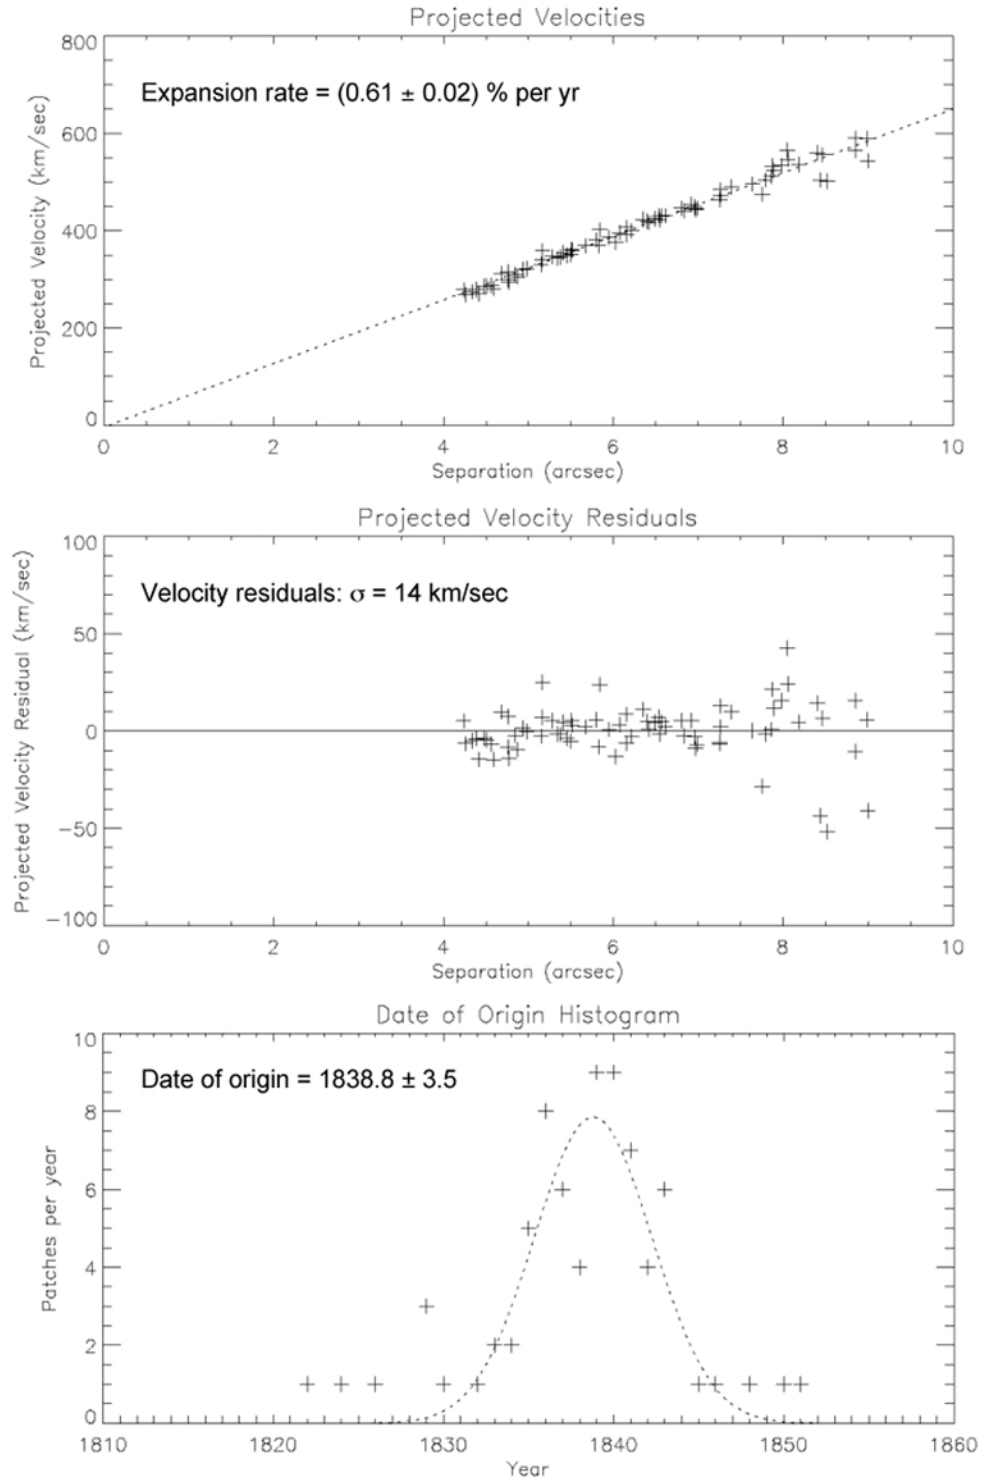 Projected Velocities
800
600
400
200
0
Projected Velocity (km/sec)
Expansion rate = (0.61 ± 0.02) % per yr
0 2 4 6 8 10
Separation (arcsec)
Projected Velocity Residuals
100
50
0
−50
−100
Projected Velocity Residual (km/sec)
Velocity residuals: σ = 14 km/sec
0 2 4 6 8 10
Separation (arcsec)
Date of Origin Histogram
10
8
6
4
2
0
Patches per year
Date of origin = 1838.8 ± 3.5
1810 1820 1830 1840 1850 1860
Year